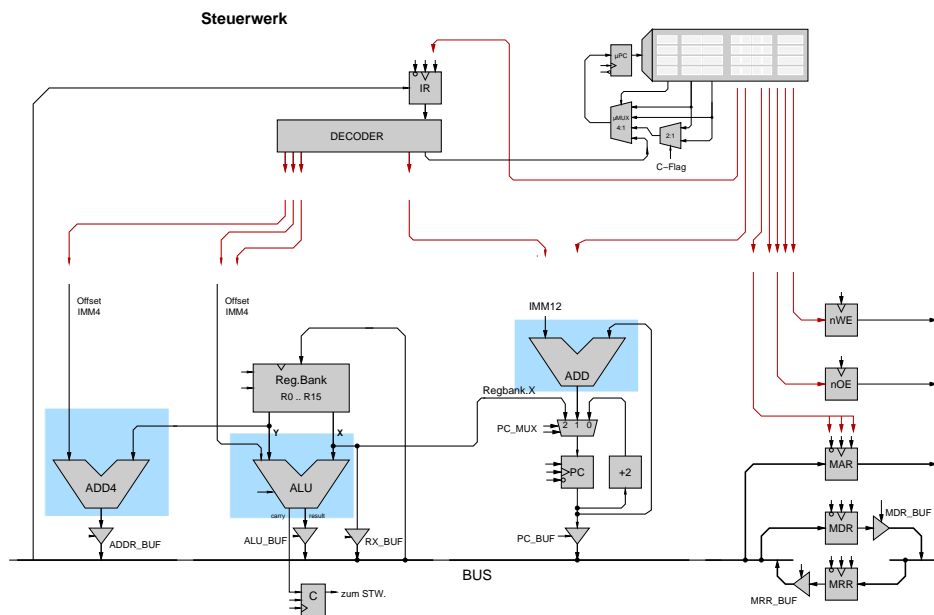 Steuerwerk
µPC
IR
µMUX
4:1
2:1
DECODER
C-Flag
Offset
IMM4
Offset
IMM4
IMM12
nWE
ADD
Reg.Bank
R0 .. R15
nOE
Regbank.X
2 1 0
PC_MUX
Y
X
ADD4
ALU
PC
+2
MAR
carry
result
MDR_BUF
ADDR_BUF
ALU_BUF
RX_BUF
PC_BUF
MDR
BUS
MRR
MRR_BUF
C
zum STW.